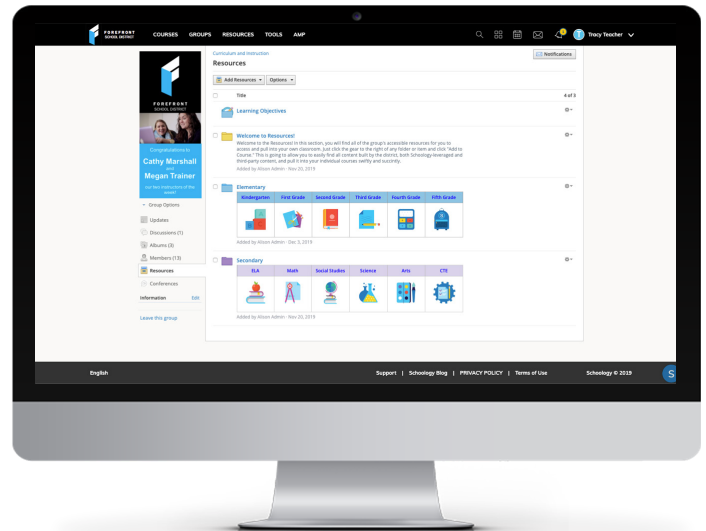 FOREFRONT
SCHOOL DISTRICT
COURSES GROUPS RESOURCES TOOLS AMP
Tracy Teacher
FOREFRONT
SCHOOL DISTRICT
Congratulations to
Cathy Marshall
and
Megan Trainer
our two instructors of the
week!
Group Options
Updates
Discussions (1)
Albums (3)
Members (13)
Resources
Conferences
Information Edit
Leave this group
Curriculum and Instruction
Notifications
Resources
Add Resources Options
Title 4 of 3
Learning Objectives
Welcome to Resources!
Welcome to the Resources! In this section, you will find all of the group's accessible resources for you to
access and pull into your own classroom. Just click the gear to the right of any folder or item and click "Add to
Course." This is going to allow you to easily find all content built by the district, both Schoology-leveraged and
third-party content, and pull it into your individual courses swiftly and succintly.
Added by Alison Admin · Nov 20, 2019
Elementary
Kindergarten First Grade Second Grade Third Grade Fourth Grade Fifth Grade
Added by Alison Admin · Dec 3, 2019
Secondary
ELA Math Social Studies Science Arts CTE
Added by Alison Admin · Nov 20, 2019
English
Support | Schoology Blog | PRIVACY POLICY | Terms of Use
Schoology © 2019
S